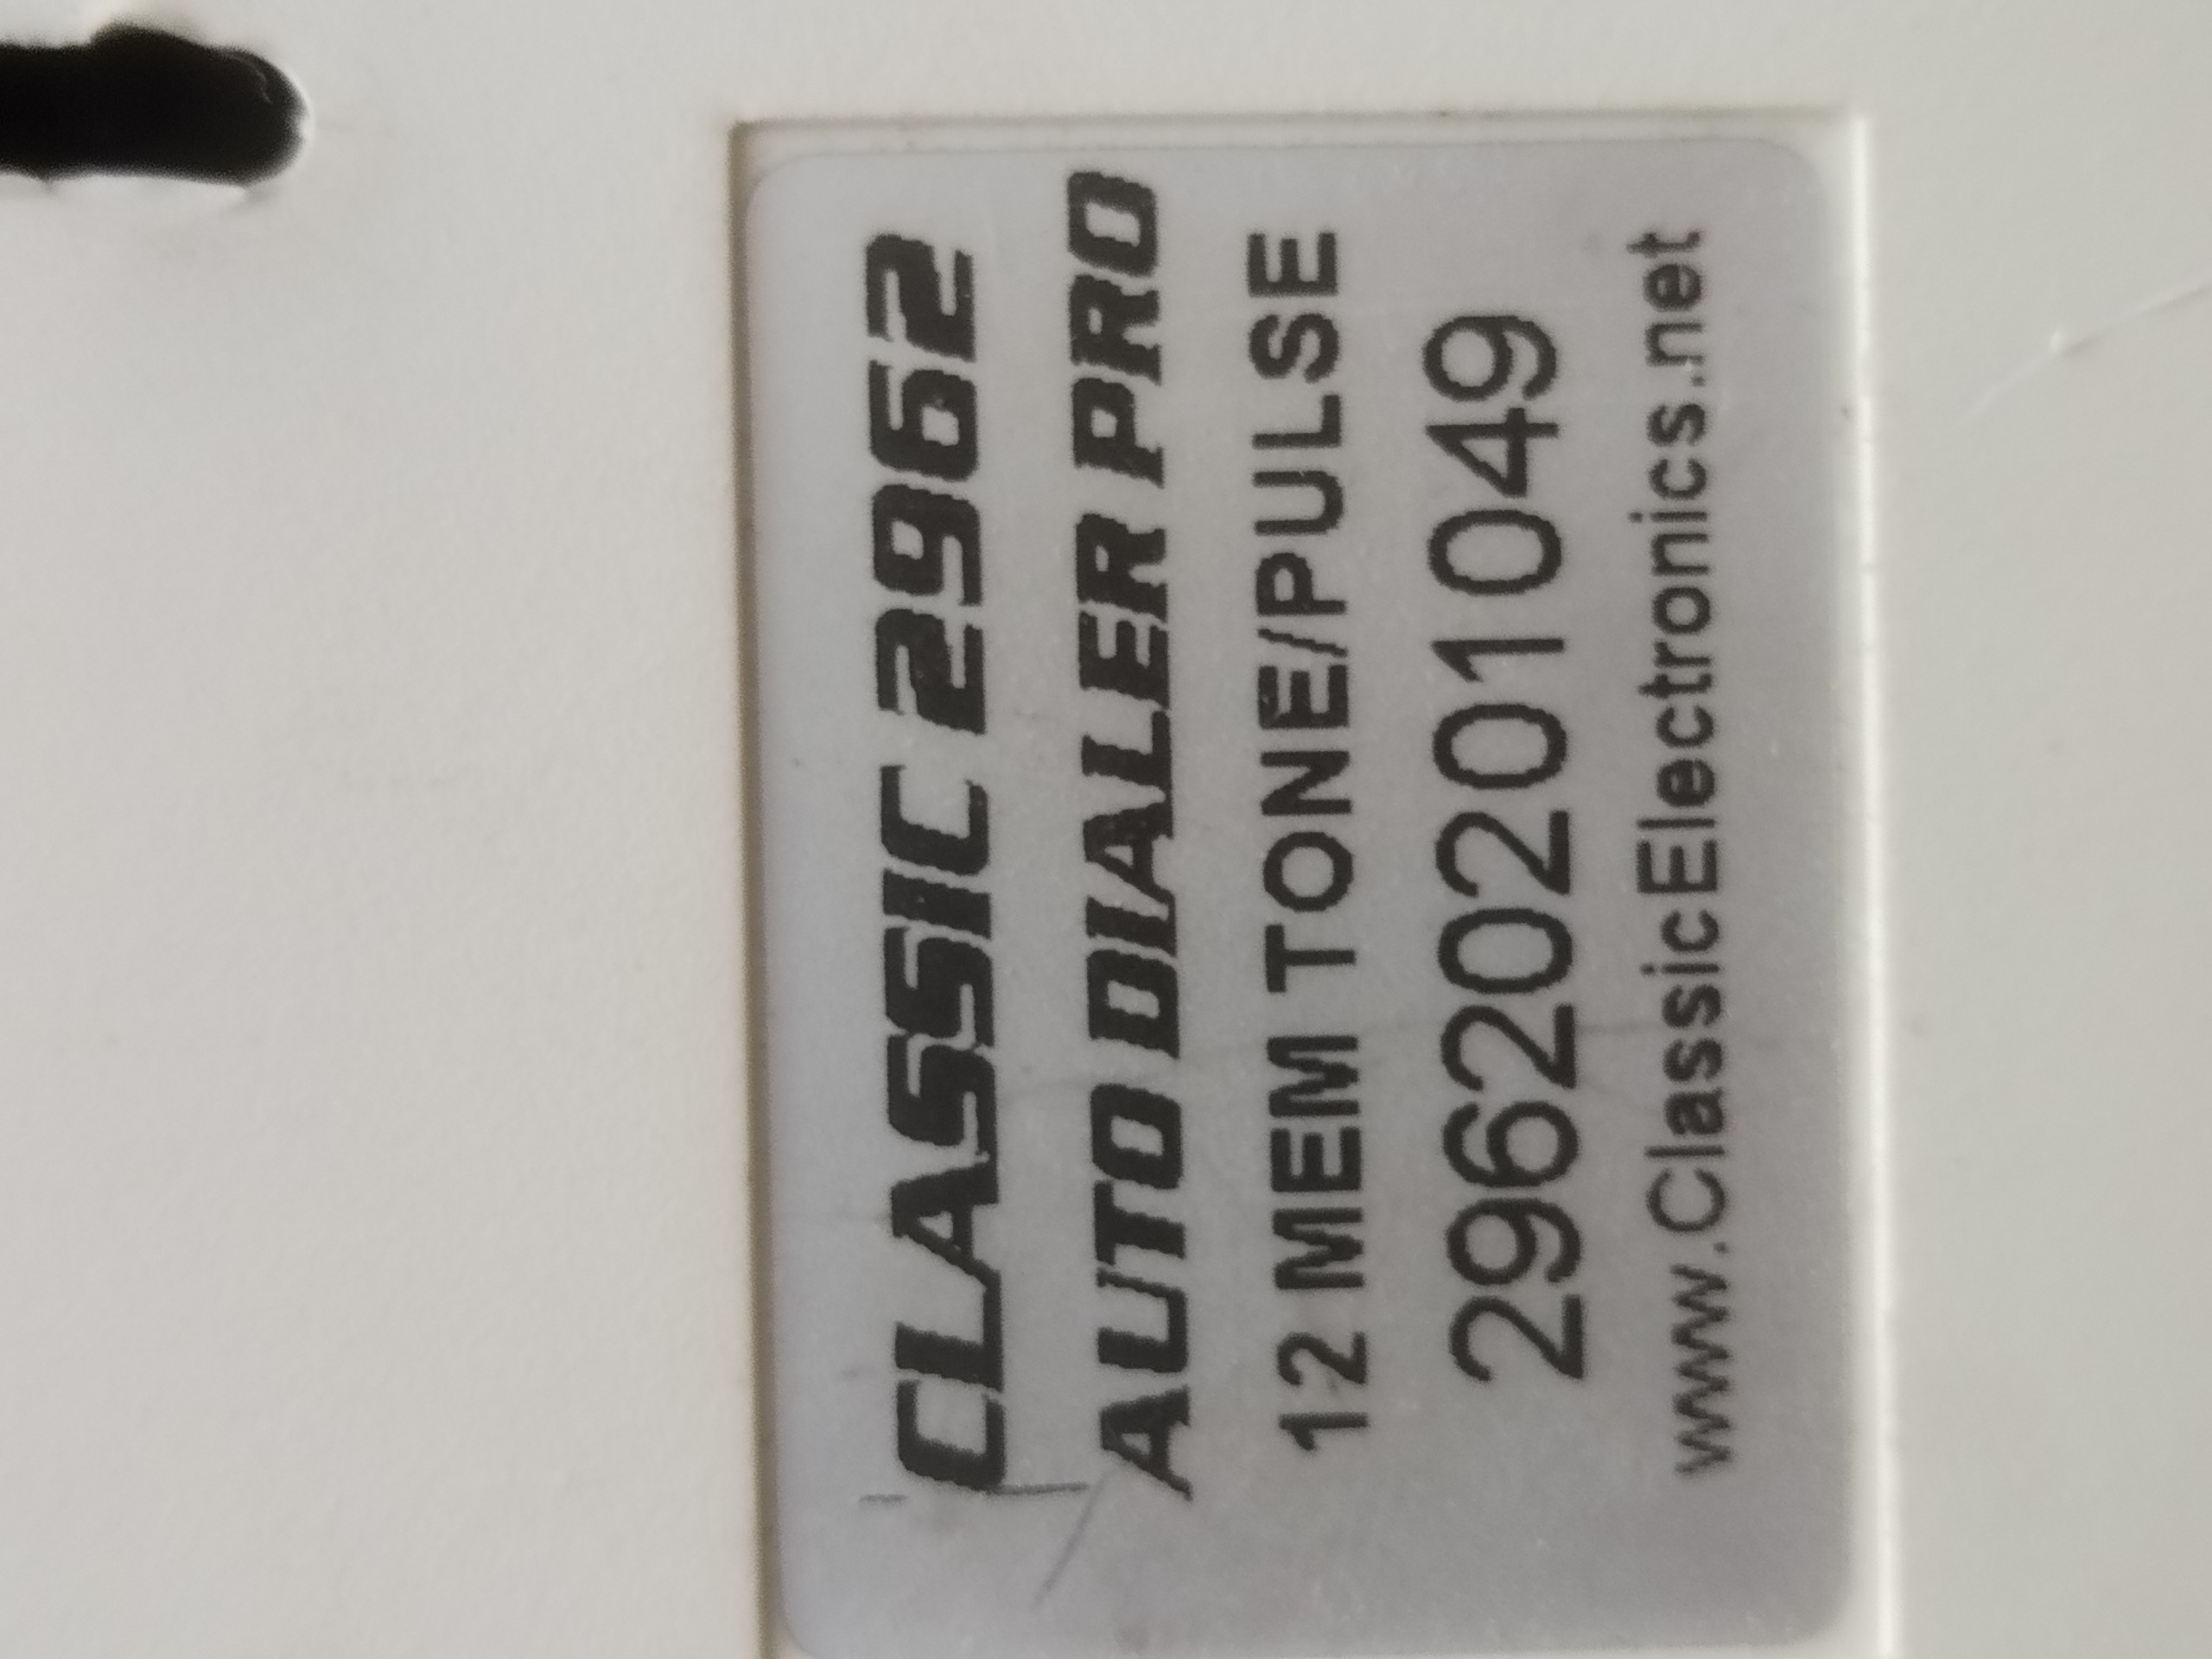 CLASSIC 2962
AUTO DIALER PRO
12 MEM TONE/PULSE
29620201049
www.ClassicElectronics.net